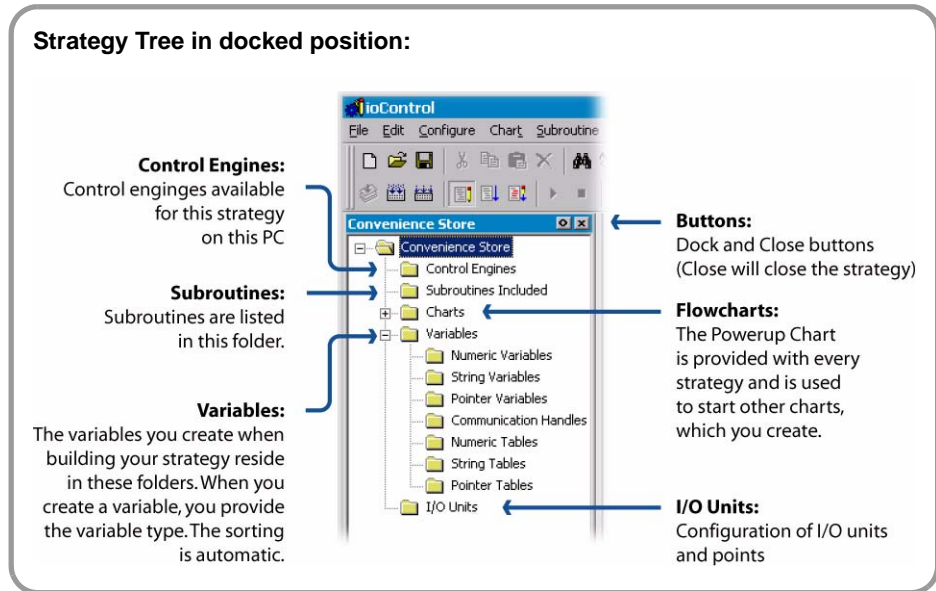 Strategy Tree in docked position:
ioControl
File Edit Configure Chart Subroutine
Convenience Store
Convenience Store
Control Engines
Subroutines Included
Charts
Variables
Numeric Variables
String Variables
Pointer Variables
Communication Handles
Numeric Tables
String Tables
Pointer Tables
I/O Units
Control Engines:
Control enginges available
for this strategy
on this PC
Subroutines:
Subroutines are listed
in this folder.
Variables:
The variables you create when
building your strategy reside
in these folders. When you
create a variable, you provide
the variable type. The sorting
is automatic.
Buttons:
Dock and Close buttons
(Close will close the strategy)
Flowcharts:
The Powerup Chart
is provided with every
strategy and is used
to start other charts,
which you create.
I/O Units:
Configuration of I/O units
and points